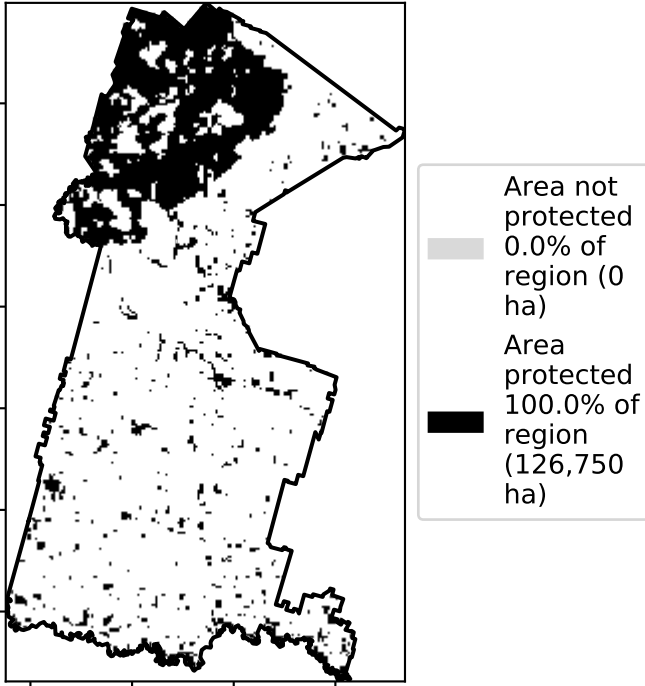 Area not
protected
0.0% of
region (0
ha)
Area
protected
100.0% of
region
(126,750
ha)